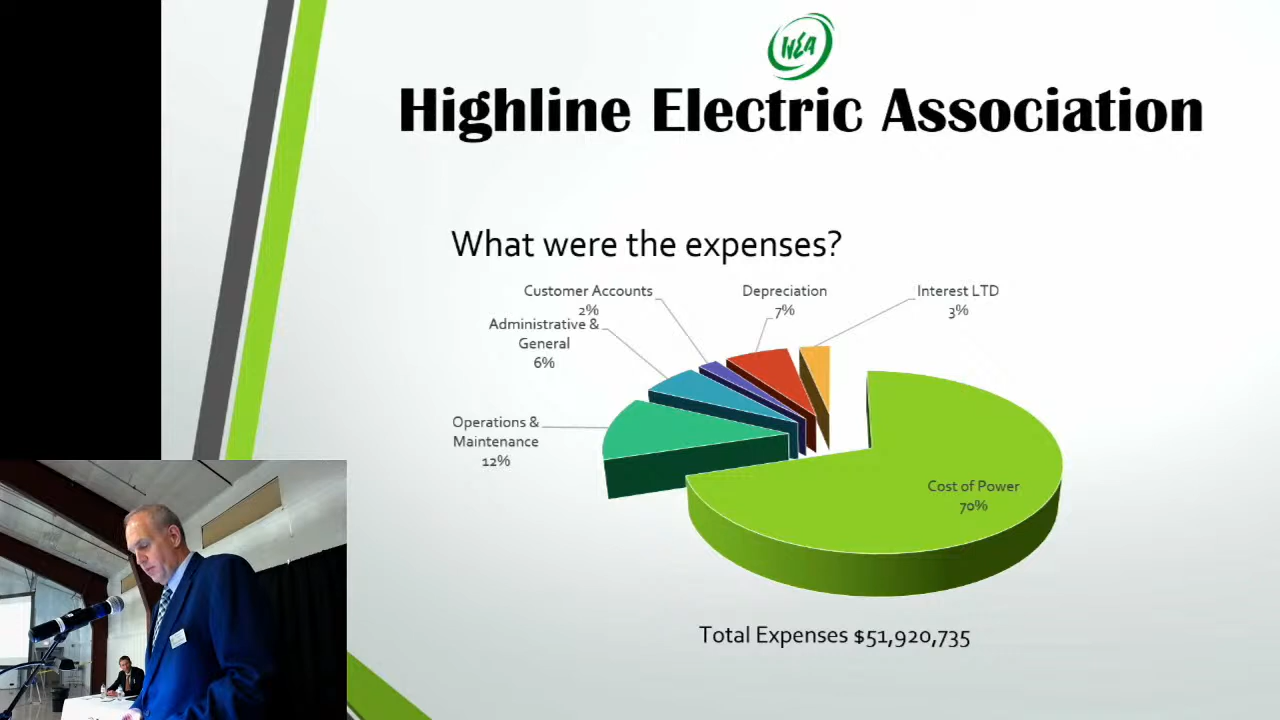 HEA
Highline Electric Association
What were the expenses?
Customer Accounts
2%
Depreciation
7%
Interest LTD
3%
Administrative &
General
6%
Operations &
Maintenance
12%
Cost of Power
70%
Total Expenses $51,920,735